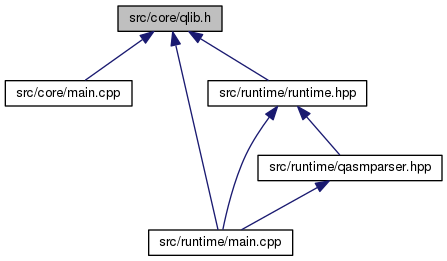 src/core/qlib.h
src/core/main.cpp
src/runtime/runtime.hpp
src/runtime/qasmparser.hpp
src/runtime/main.cpp